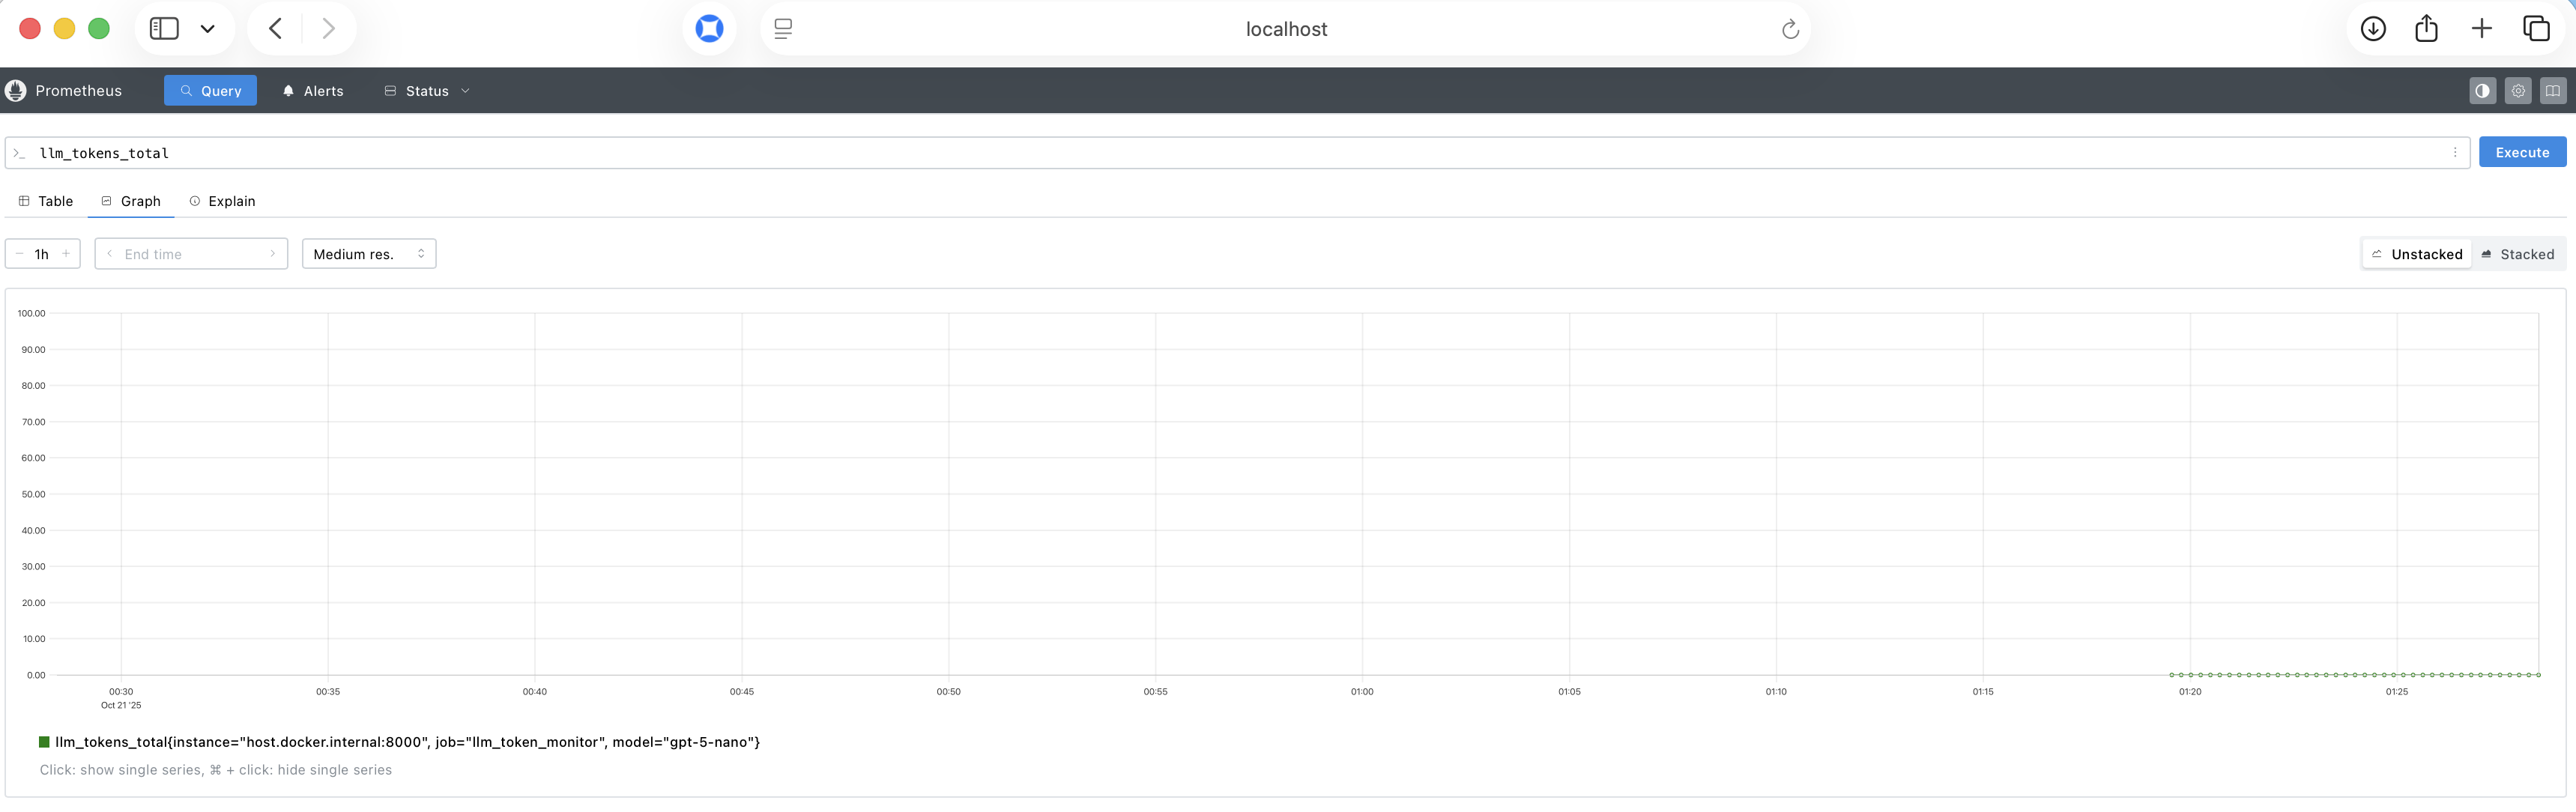 localhost
Prometheus Query Alerts Status
>_ llm_tokens_total Execute
Table Graph Explain
- 1h + < End time > Medium res. Unstacked Stacked
100.00
90.00
80.00
70.00
60.00
50.00
40.00
30.00
20.00
10.00
0.00
00:30 00:35 00:40 00:45 00:50 00:55 01:00 01:05 01:10 01:15 01:20 01:25
Oct 21 '25
llm_tokens_total{instance="host.docker.internal:8000", job="llm_token_monitor", model="gpt-5-nano"}
Click: show single series, ⌘ + click: hide single series